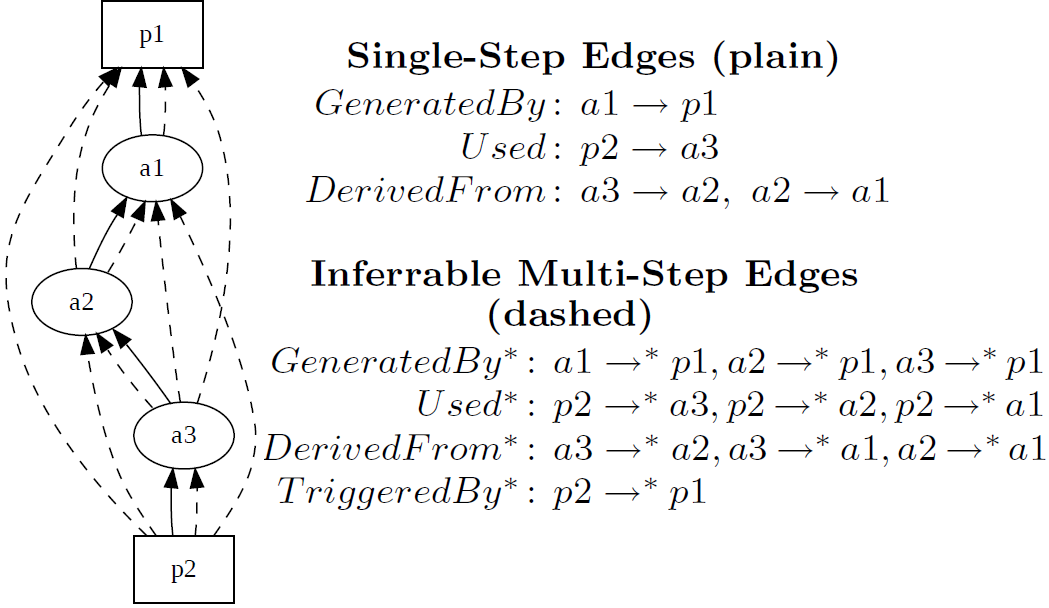 p1
a1
a2
a3
p2
Single-Step Edges (plain)
GeneratedBy: a1 → p1
Used: p2 → a3
DerivedFrom: a3 → a2, a2 → a1
Inferrable Multi-Step Edges
(dashed)
GeneratedBy*: a1 →* p1, a2 →* p1, a3 →* p1
Used*: p2 →* a3, p2 →* a2, p2 →* a1
DerivedFrom*: a3 →* a2, a3 →* a1, a2 →* a1
TriggeredBy*: p2 →* p1